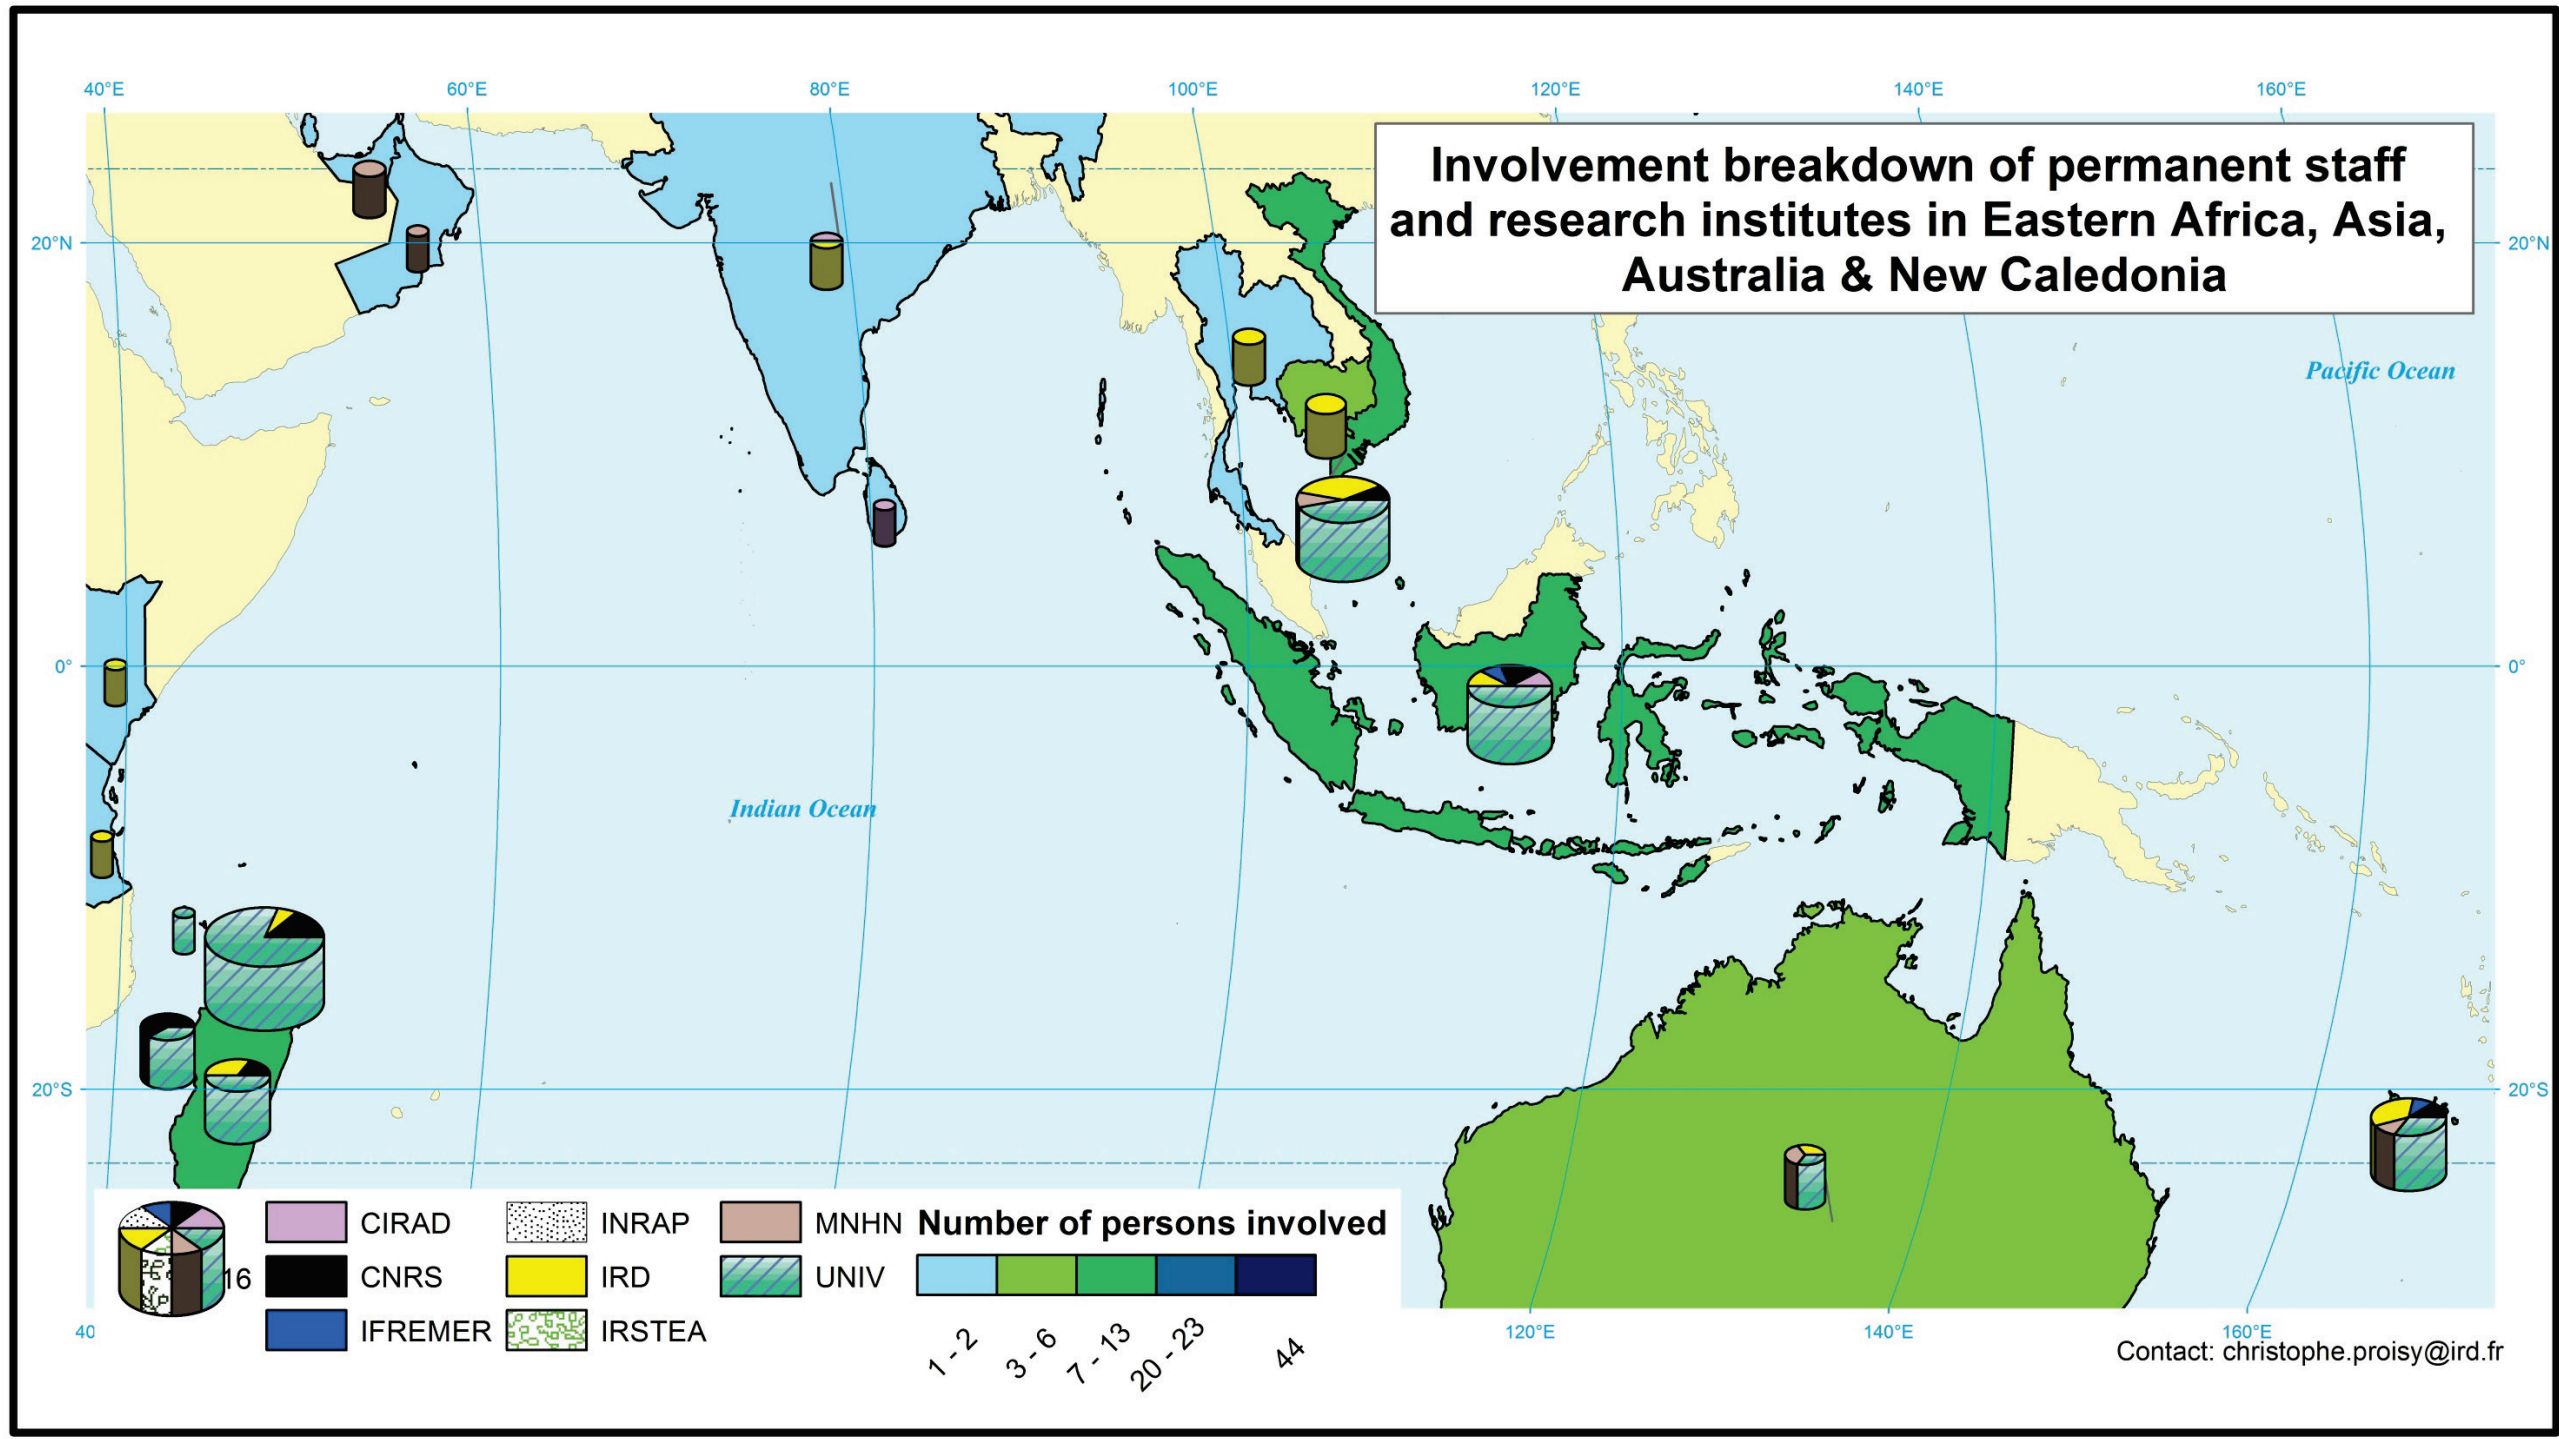 40°E 60°E 80°E 100°E 120°E 140°E 160°E
Involvement breakdown of permanent staff
and research institutes in Eastern Africa, Asia,
Australia & New Caledonia
20°N 20°N
Pacific Ocean
0° 0°
Indian Ocean
20°S 20°S
16
CIRAD
CNRS
IFREMER
INRAP
IRD
IRSTEA
MNHN
UNIV
Number of persons involved
1 - 2
3 - 6
7 - 13
20 - 23
44
40 120°E 140°E 160°E
Contact: christophe.proisy@ird.fr